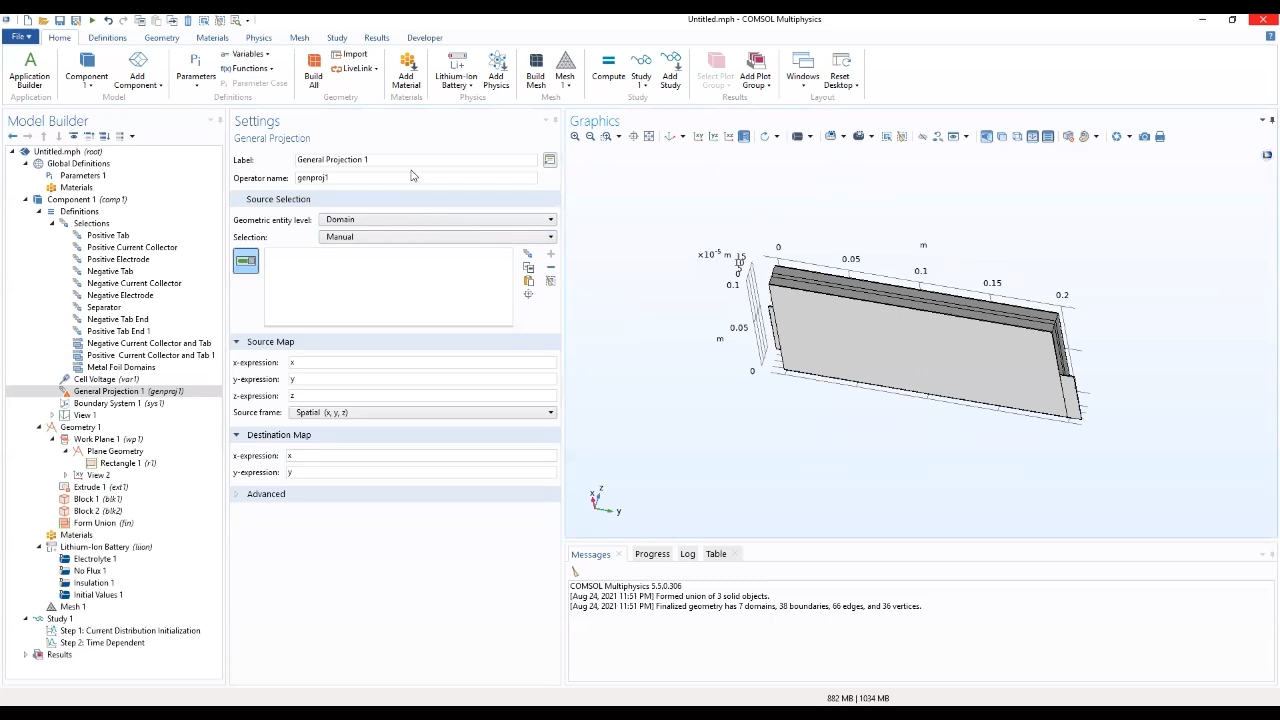 Untitled.mph - COMSOL Multiphysics
File Home Definitions Geometry Materials Physics Mesh Study Results Developer
Application Builder
Application
Component 1
Add Component
Model
Parameters
a= Variables
f(x) Functions
Pi Parameter Case
Definitions
Build All
Import
LiveLink
Geometry
Add Material
Materials
Lithium-Ion Battery
Add Physics
Physics
Build Mesh
Mesh 1
Mesh
Compute
Study 1
Add Study
Study
Select Plot Group
Add Plot Group
Results
Windows
Reset Desktop
Layout
Model Builder
Untitled.mph (root)
Global Definitions
Pi Parameters 1
Materials
Component 1 (comp1)
Definitions
Selections
Positive Tab
Positive Current Collector
Positive Electrode
Negative Tab
Negative Current Collector
Negative Electrode
Separator
Negative Tab End
Positive Tab End 1
Negative Current Collector and Tab
Positive Current Collector and Tab 1
Metal Foil Domains
Cell Voltage (var1)
General Projection 1 (genproj1)
Boundary System 1 (sys1)
View 1
Geometry 1
Work Plane 1 (wp1)
Plane Geometry
Rectangle 1 (r1)
View 2
Extrude 1 (ext1)
Block 1 (blk1)
Block 2 (blk2)
Form Union (fin)
Materials
Lithium-Ion Battery (liion)
Electrolyte 1
No Flux 1
Insulation 1
Initial Values 1
Mesh 1
Study 1
Step 1: Current Distribution Initialization
Step 2: Time Dependent
Results
Settings
General Projection
Label: General Projection 1
Operator name: genproj1
Source Selection
Geometric entity level: Domain
Selection: Manual
Source Map
x-expression: x
y-expression: y
z-expression: z
Source frame: Spatial (x, y, z)
Destination Map
x-expression: x
y-expression: y
Advanced
Graphics
m
0
0.05
0.1
0.15
0.2
×10⁻⁵ m 15
10
5
0
0.1
0.05
m
0
x z
y
Messages Progress Log Table
COMSOL Multiphysics 5.5.0.306
[Aug 24, 2021 11:51 PM] Formed union of 3 solid objects.
[Aug 24, 2021 11:51 PM] Finalized geometry has 7 domains, 38 boundaries, 66 edges, and 36 vertices.
882 MB | 1034 MB